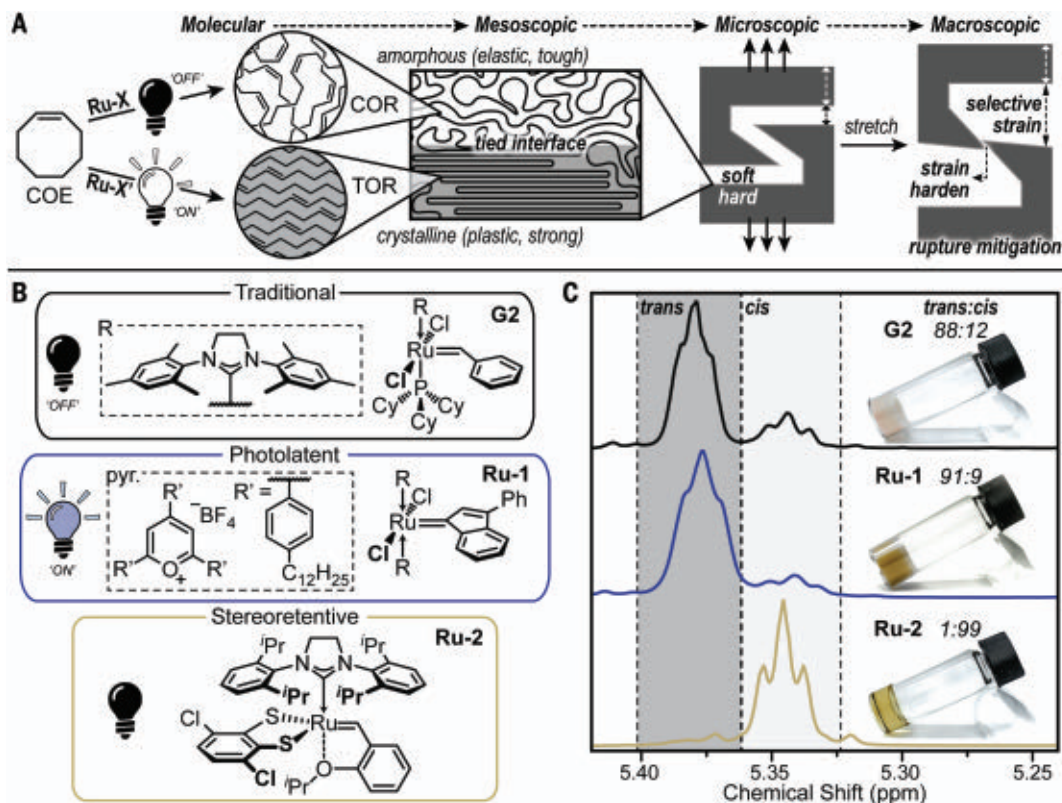 A
Molecular
Mesoscopic
Microscopic
Macroscopic
COE
Ru-X
'OFF'
Ru-X'
'ON'
COR
TOR
amorphous (elastic, tough)
tied interface
crystalline (plastic, strong)
soft
hard
stretch
selective
strain
strain
harden
rupture mitigation
B
Traditional
'OFF'
R
N
N
G2
R
Cl
Ru
Cl
P
Cy
Cy
Cy
Photolatent
'ON'
pyr.
R'
R'
O+
R'
−BF4
R' =
C12H25
Ru-1
R
Cl
Ru
Cl
R
Ph
Stereoretentive
Ru-2
iPr
iPr
N
N
iPr
iPr
Cl
S
S
Ru
Cl
O
iPr
C
trans
cis
trans:cis
G2 88:12
Ru-1 91:9
Ru-2 1:99
5.40
5.35
5.30
5.25
Chemical Shift (ppm)